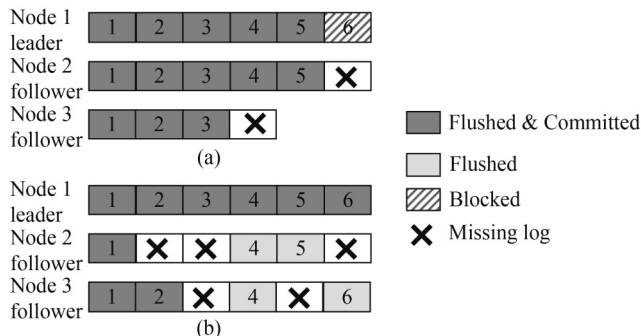 Node 1
leader
1 2 3 4 5 6
Node 2
follower
1 2 3 4 5
Node 3
follower
1 2 3
(a)
Node 1
leader
1 2 3 4 5 6
Node 2
follower
1 4 5
Node 3
follower
1 2 4 6
(b)
Flushed & Committed
Flushed
Blocked
Missing log